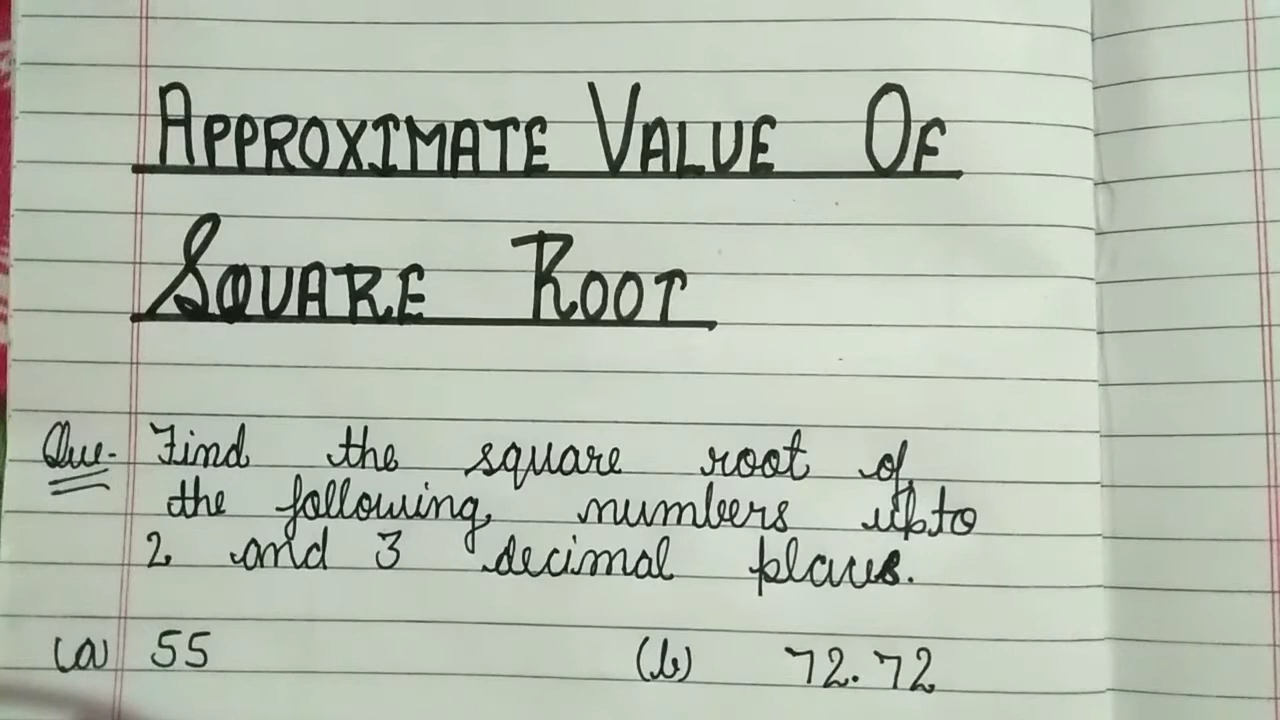 APPROXIMATE VALUE OF
SQUARE ROOT
Que- Find the square root of
the following numbers upto
2 and 3 decimal places.
(a) 55 (b) 72.72